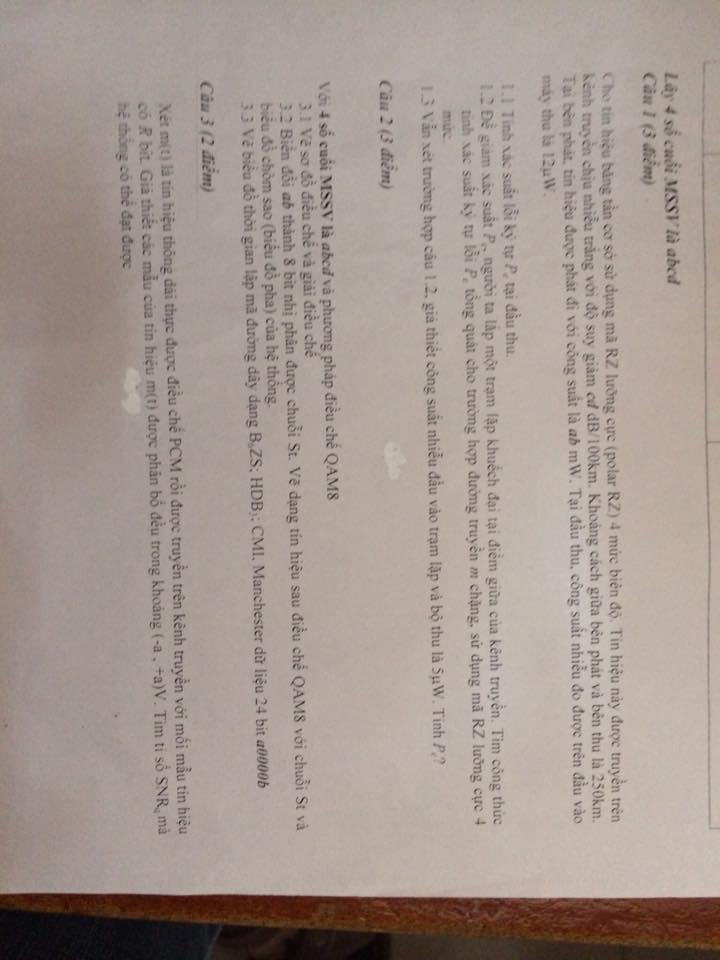 Lấy 4 số cuối MSSV là abcd
Câu 1 (3 điểm)
Cho tín hiệu băng tần cơ sở sử dụng mã RZ lưỡng cực (polar RZ) 4 mức biên độ. Tín hiệu này được truyền trên
kênh truyền chịu nhiễu trắng với độ suy giảm cd dB/100km. Khoảng cách giữa bên phát và bên thu là 250km.
Tại bên phát, tín hiệu được phát đi với công suất là ab mW. Tại đầu thu, công suất nhiễu đo được trên đầu vào
máy thu là 12µW.
1.1 Tính xác suất lỗi ký tự Pe tại đầu thu.
1.2 Để giảm xác suất Pe, người ta lắp một trạm lặp khuếch đại tại điểm giữa của kênh truyền. Tìm công thức
tính xác suất ký tự lỗi Pe tổng quát cho trường hợp đường truyền m chặng, sử dụng mã RZ lưỡng cực 4
mức.
1.3 Vẫn xét trường hợp câu 1.2, giả thiết công suất nhiễu đầu vào trạm lặp và bộ thu là 5µW. Tính Pe?
Câu 2 (3 điểm)
Với 4 số cuối MSSV là abcd và phương pháp điều chế QAM8
3.1 Vẽ sơ đồ điều chế và giải điều chế
3.2 Biến đổi ab thành 8 bit nhị phân được chuỗi St. Vẽ dạng tín hiệu sau điều chế QAM8 với chuỗi St và
biểu đồ chòm sao (biểu đồ pha) của hệ thống.
3.3 Vẽ biểu đồ thời gian lập mã đường dây dạng B6ZS; HDB3; CMI, Manchester dữ liệu 24 bit a0000b
Câu 3 (2 điểm)
Xét m(t) là tín hiệu thông dải thực được điều chế PCM rồi được truyền trên kênh truyền với mỗi mẫu tín hiệu
có R bit. Giả thiết các mẫu của tín hiệu m(t) được phân bố đều trong khoảng (-a , +a)V. Tìm tỉ số SNRq mà
hệ thống có thể đạt được